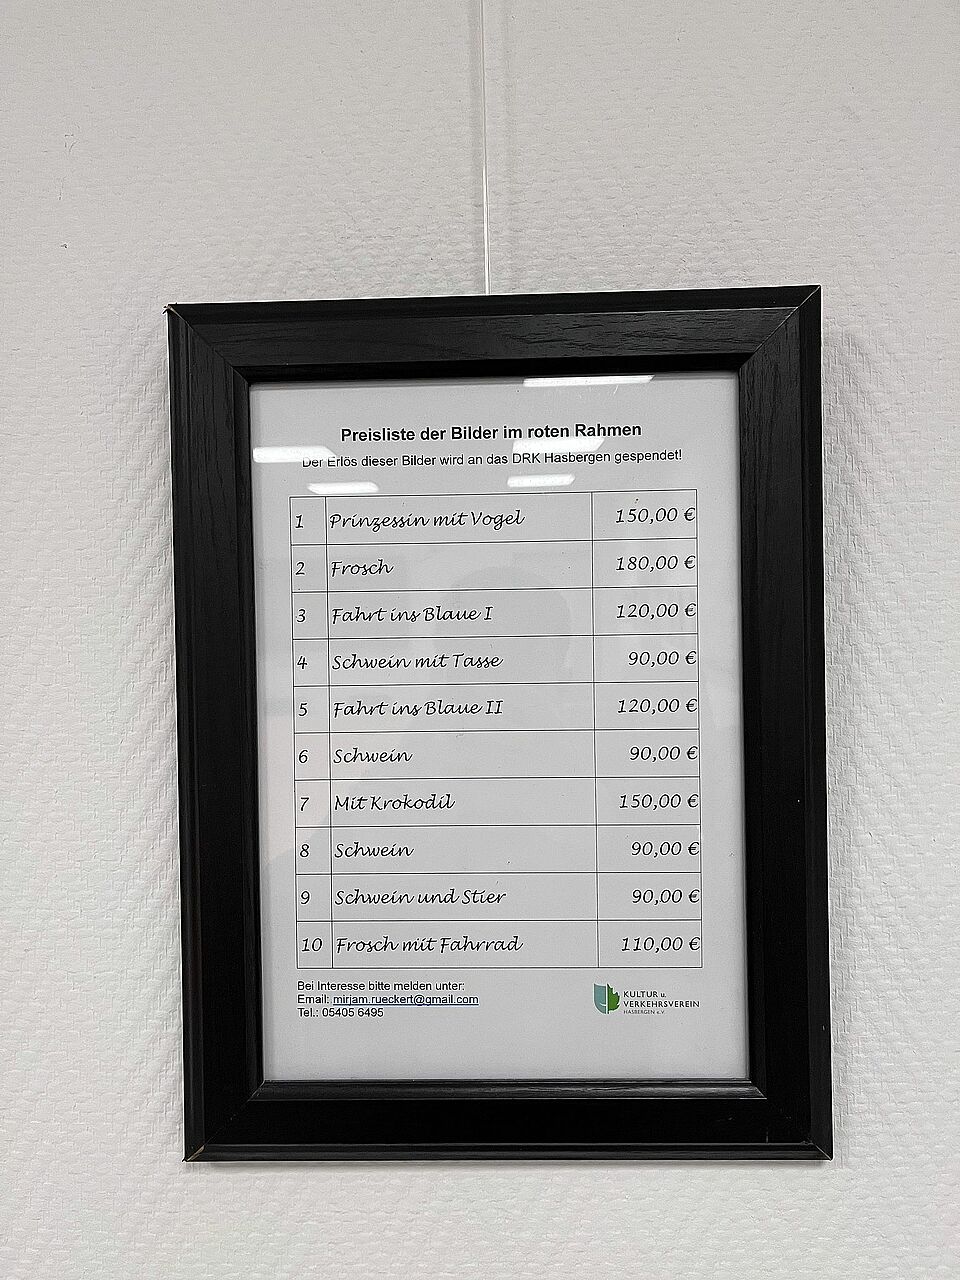 Preisliste der Bilder im roten Rahmen
Der Erlös dieser Bilder wird an das DRK Hasbergen gespendet!
1 Prinzessin mit Vogel 150,00 €
2 Frosch 180,00 €
3 Fahrt ins Blaue I 120,00 €
4 Schwein mit Tasse 90,00 €
5 Fahrt ins Blaue II 120,00 €
6 Schwein 90,00 €
7 Mit Krokodil 150,00 €
8 Schwein 90,00 €
9 Schwein und Stier 90,00 €
10 Frosch mit Fahrrad 110,00 €
Bei Interesse bitte melden unter:
Email: mirjam.rueckert@gmail.com
Tel.: 05405 6495
KULTUR u.
VERKEHRSVEREIN
HASBERGEN e.V.